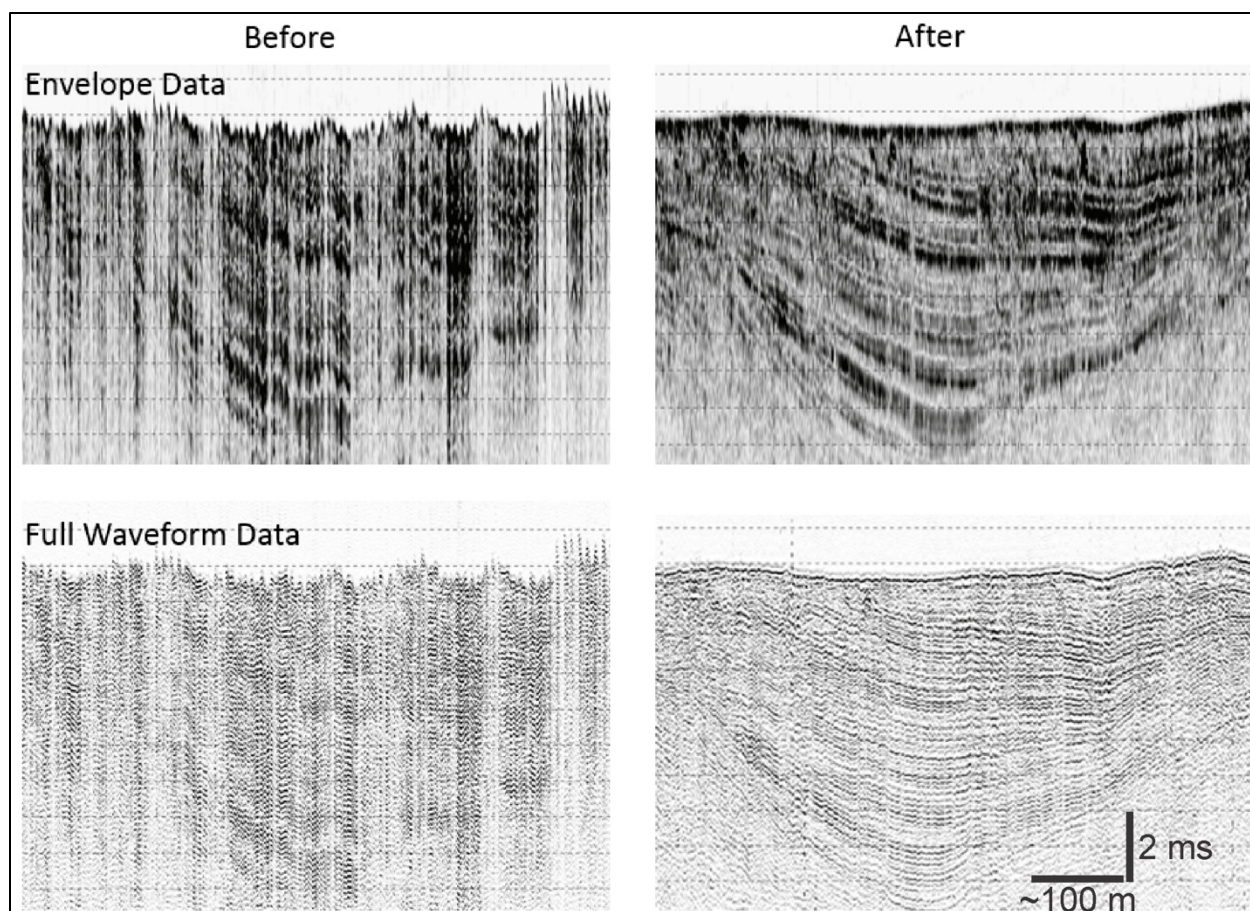 Before
After
Envelope Data
Full Waveform Data
2 ms
~100 m